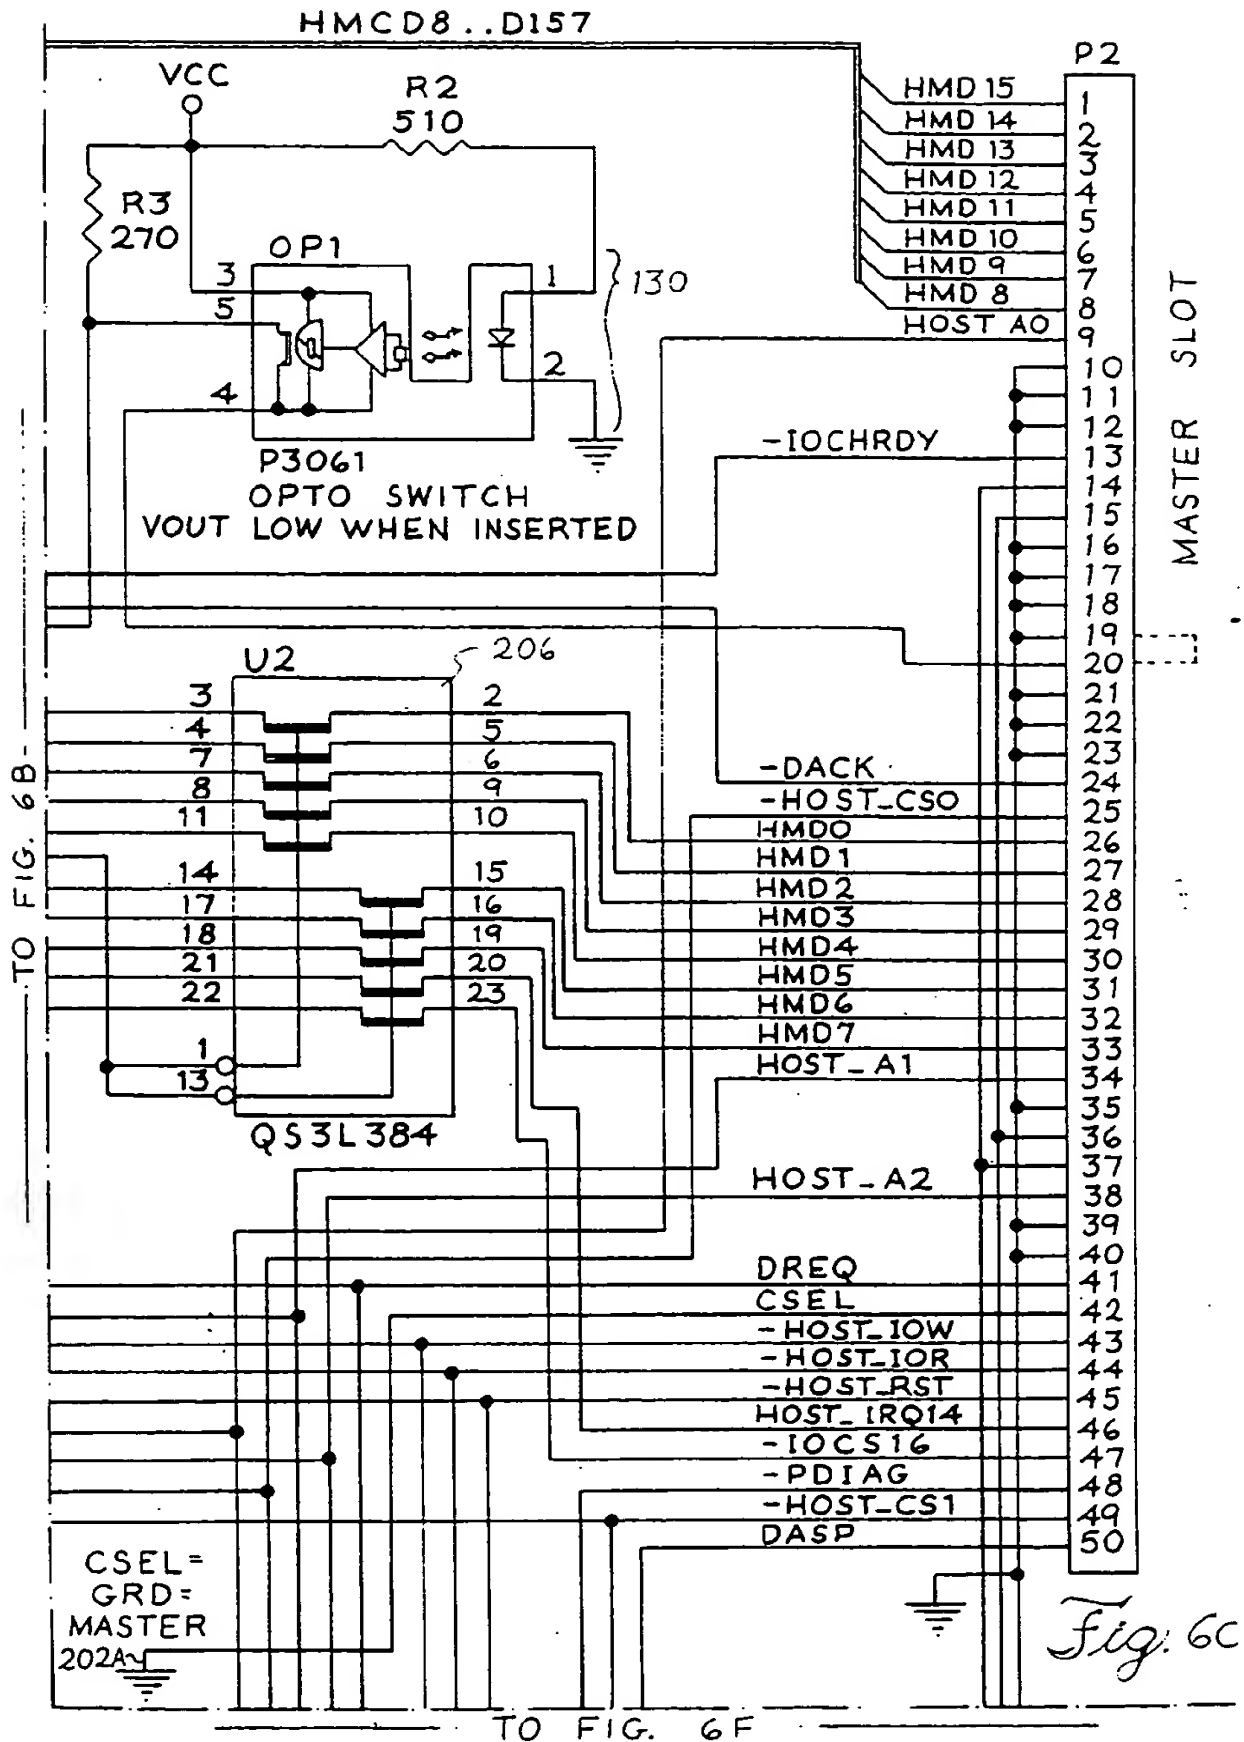 HMCD8..D157
P2
VCC
R2
510
R3
270
OP1
130
3
5
4
1
2
P3061
OPTO SWITCH
VOUT LOW WHEN INSERTED
HMD 15 1
HMD 14 2
HMD 13 3
HMD 12 4
HMD 11 5
HMD 10 6
HMD 9 7
HMD 8 8
HOST A0 9
10
11
12
-IOCHRDY 13
14
15
16
17
18
19
20
21
22
23
-DACK 24
-HOST_CS0 25
HMD0 26
HMD1 27
HMD2 28
HMD3 29
HMD4 30
HMD5 31
HMD6 32
HMD7 33
HOST_A1 34
35
36
37
HOST_A2 38
39
40
DREQ 41
CSEL 42
-HOST_IOW 43
-HOST_IOR 44
-HOST_RST 45
HOST_IRQ14 46
-IOCS16 47
-PDIAG 48
-HOST_CS1 49
DASP 50
MASTER SLOT
U2
206
3 2
4 5
7 6
8 9
11 10
14 15
17 16
18 19
21 20
22 23
1
13
QS3L384
TO FIG. 6B
CSEL=
GRD=
MASTER
202A
Fig. 6C
TO FIG. 6F